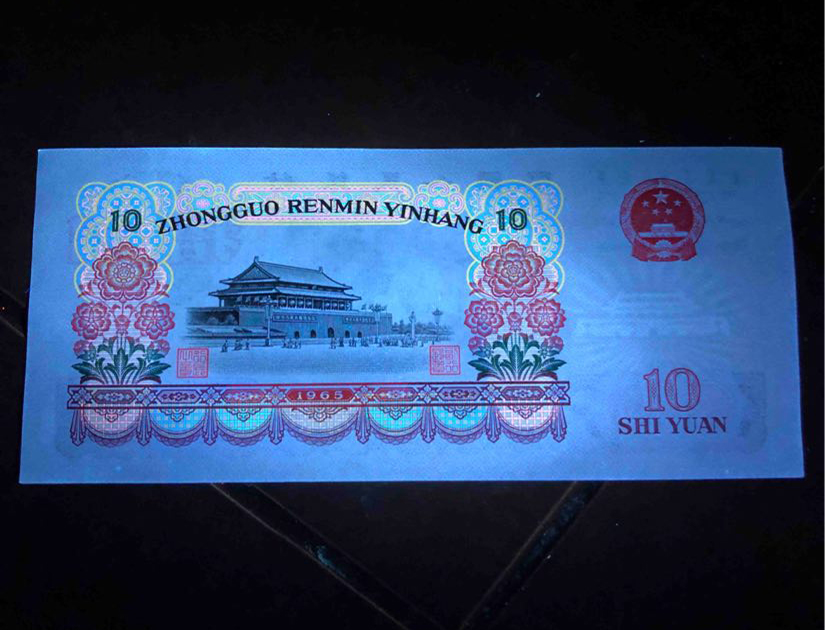 10 ZHONGGUO RENMIN YINHANG 10
1965
10
SHI YUAN